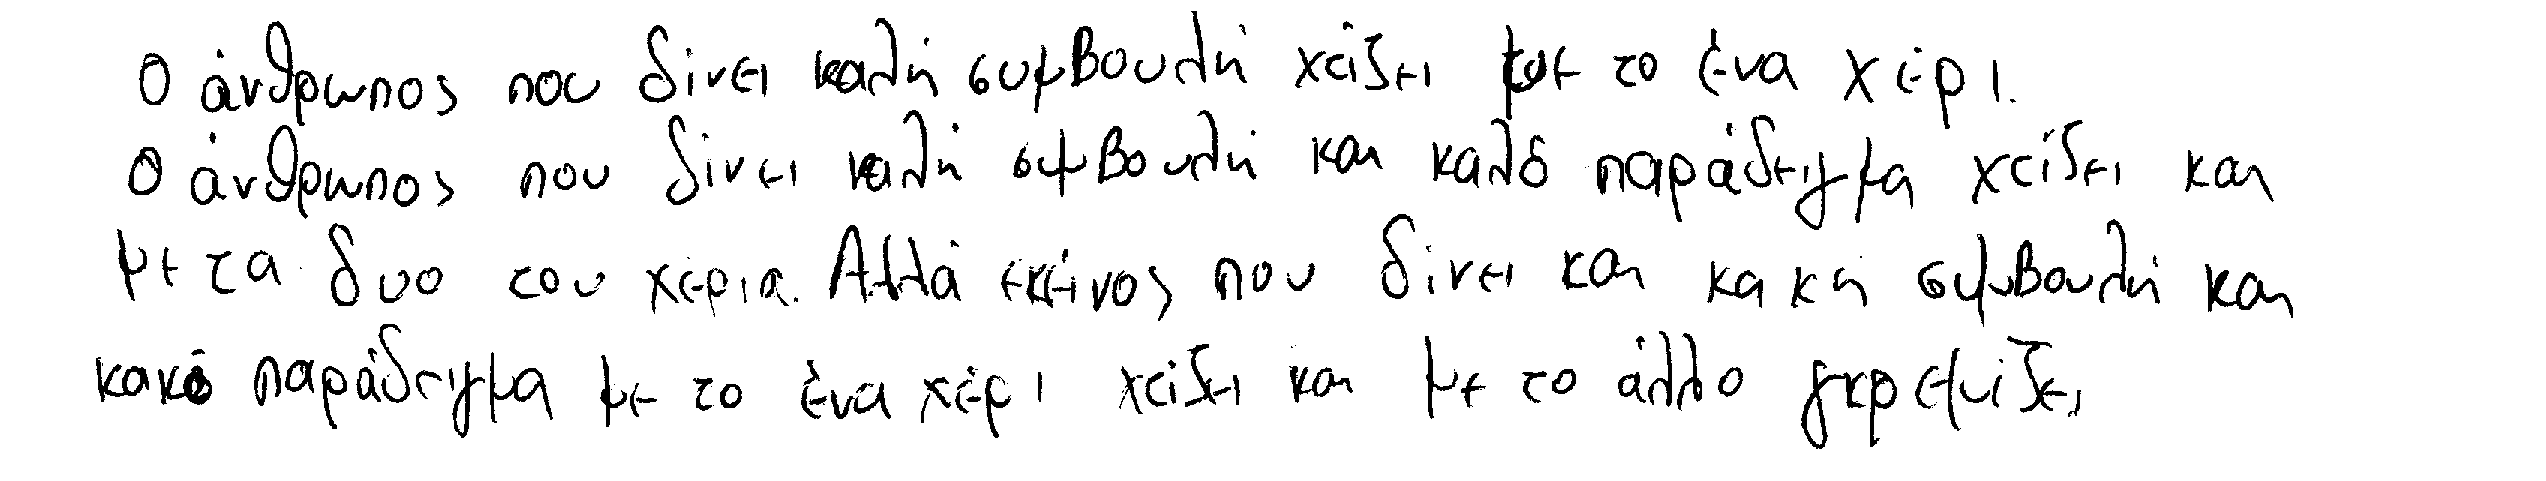 Ο άνθρωπος που δίνει καλή συμβουλή χτίζει με το ένα χέρι.
Ο άνθρωπος που δίνει καλή συμβουλή και καλό παράδειγμα χτίζει και
με τα δυο του χέρια. Αλλά εκείνος που δίνει και κακή συμβουλή και
κακό παράδειγμα με το ένα χέρι χτίζει και με το άλλο γκρεμίζει